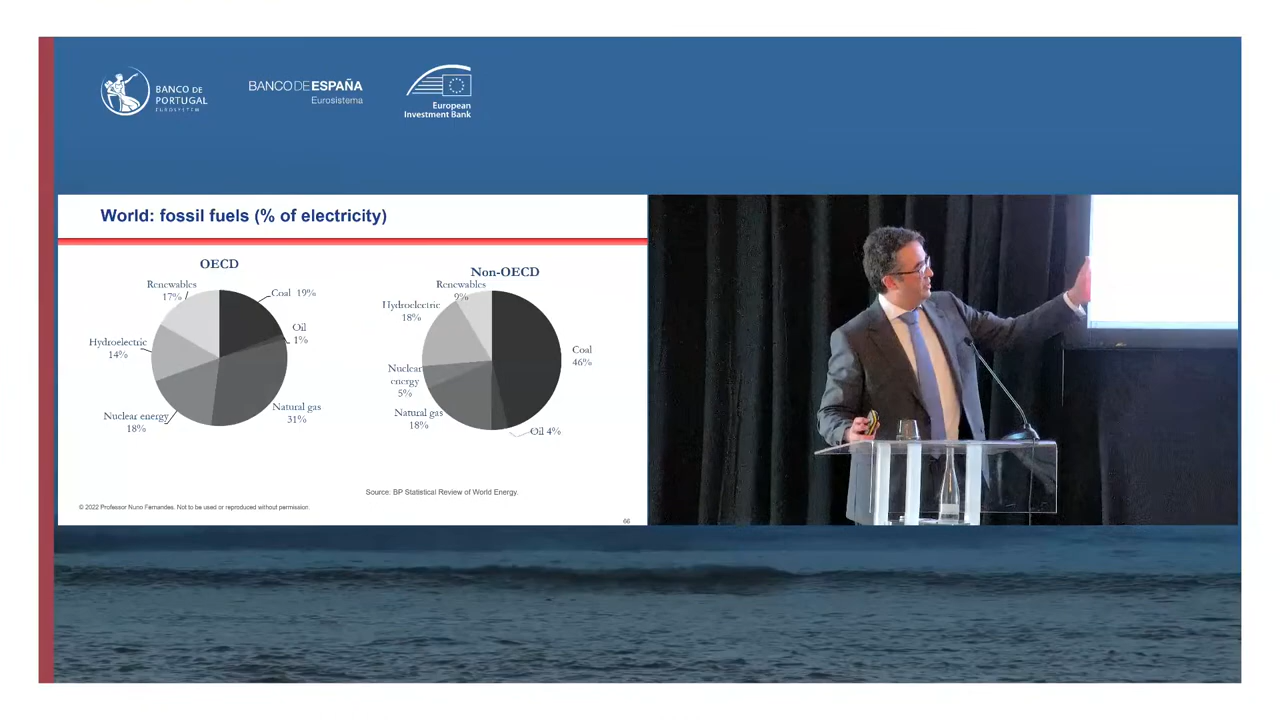 BANCO DE
PORTUGAL
EUROSISTEMA
BANCO DE ESPAÑA
Eurosistema
European
Investment Bank
World: fossil fuels (% of electricity)
OECD
Renewables
17%
Coal 19%
Oil
1%
Hydroelectric
14%
Natural gas
31%
Nuclear energy
18%
Non-OECD
Renewables
9%
Hydroelectric
18%
Coal
46%
Nuclear
energy
5%
Natural gas
18%
Oil 4%
Source: BP Statistical Review of World Energy.
© 2022 Professor Nuno Fernandes. Not to be used or reproduced without permission.
66